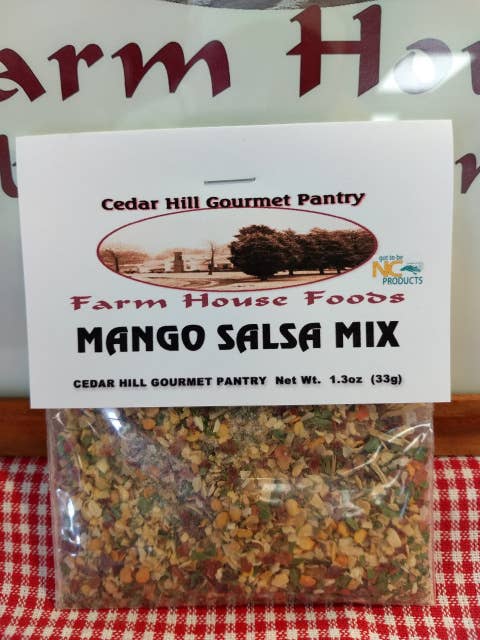 arm Hou
Cedar Hill Gourmet Pantry
got to be
NC
PRODUCTS
Farm House Foods
MANGO SALSA MIX
CEDAR HILL GOURMET PANTRY Net Wt. 1.3oz (33g)